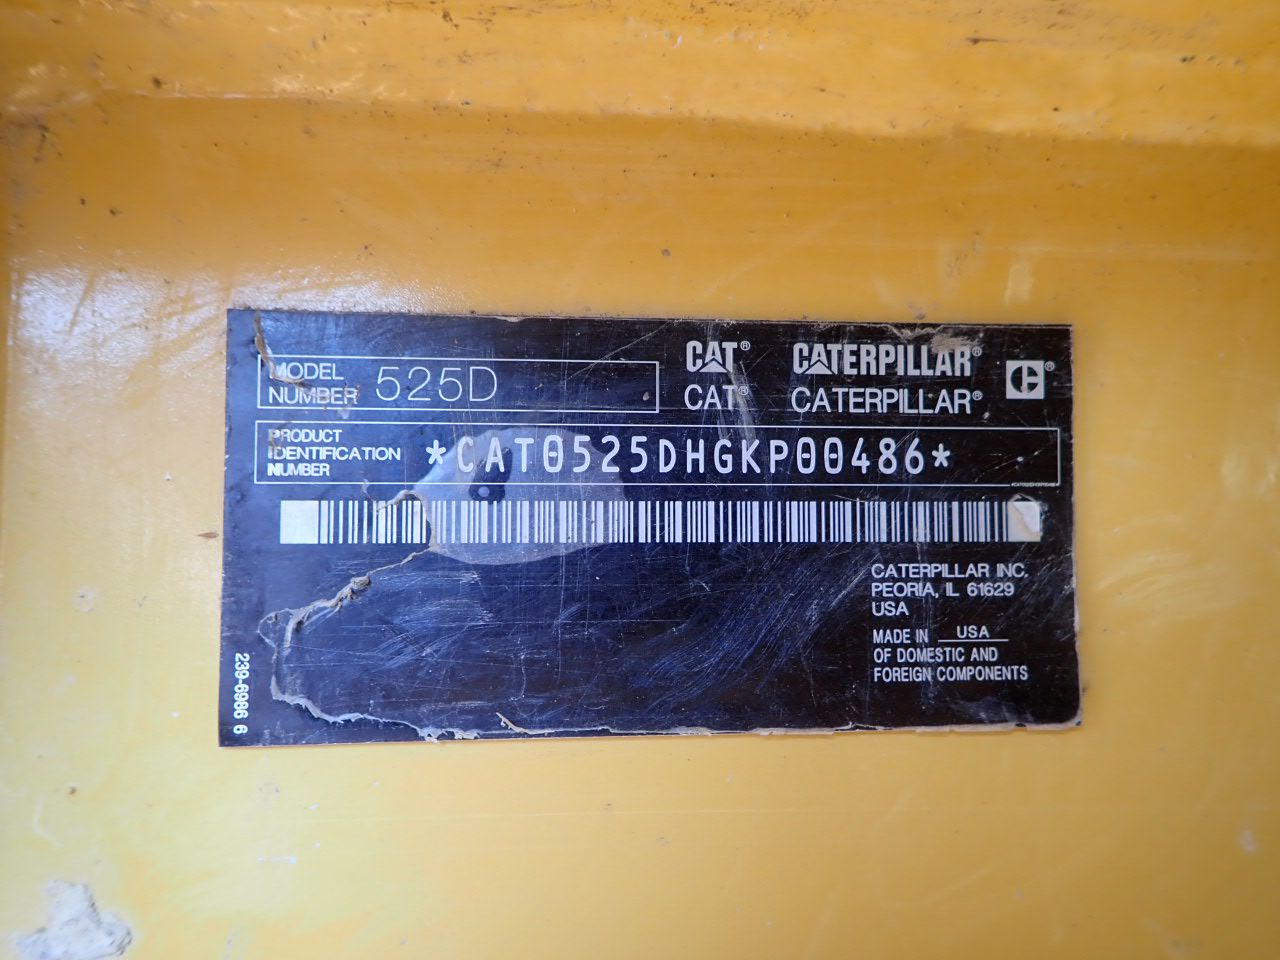 MODEL NUMBER 525D
CAT® CATERPILLAR®
CAT® CATERPILLAR®
PRODUCT
IDENTIFICATION
NUMBER
*CAT0525DHGKP00486*
CATERPILLAR INC.
PEORIA, IL 61629
USA
MADE IN USA
OF DOMESTIC AND
FOREIGN COMPONENTS
239-6986 6